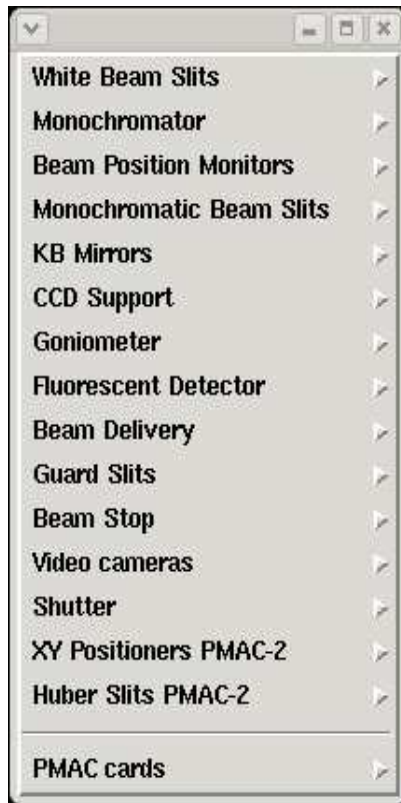 White Beam Slits
Monochromator
Beam Position Monitors
Monochromatic Beam Slits
KB Mirrors
CCD Support
Goniometer
Fluorescent Detector
Beam Delivery
Guard Slits
Beam Stop
Video cameras
Shutter
XY Positioners PMAC-2
Huber Slits PMAC-2
PMAC cards